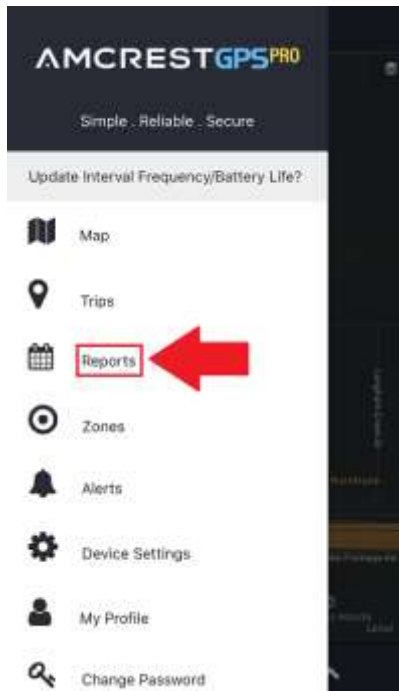 AMCRESTGPSPRO
Simple . Reliable . Secure
Update Interval Frequency/Battery Life?
Map
Trips
Reports
Zones
Alerts
Device Settings
My Profile
Change Password